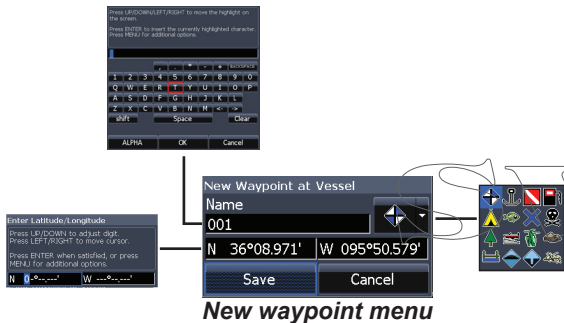 Press UP/DOWN/LEFT/RIGHT to move the highlight on
the screen.
Press ENTER to insert the currently highlighted character.
Press MENU for additional options.
, . * - + BACKSPACE
1 2 3 4 5 6 7 8 9 0
Q W E R T Y U I O P
A S D F G H J K L
Z X C V B N M <- ->
shift Space Clear
ALPHA OK Cancel
New Waypoint at Vessel
Name
001
N 36°08.971' W 095°50.579'
Save Cancel
Enter Latitude/Longitude
Press UP/DOWN to adjust digit.
Press LEFT/RIGHT to move cursor.
Press ENTER when satisfied, or press
MENU for additional options.
N 0-°--.---' W ---°--.---'
New waypoint menu